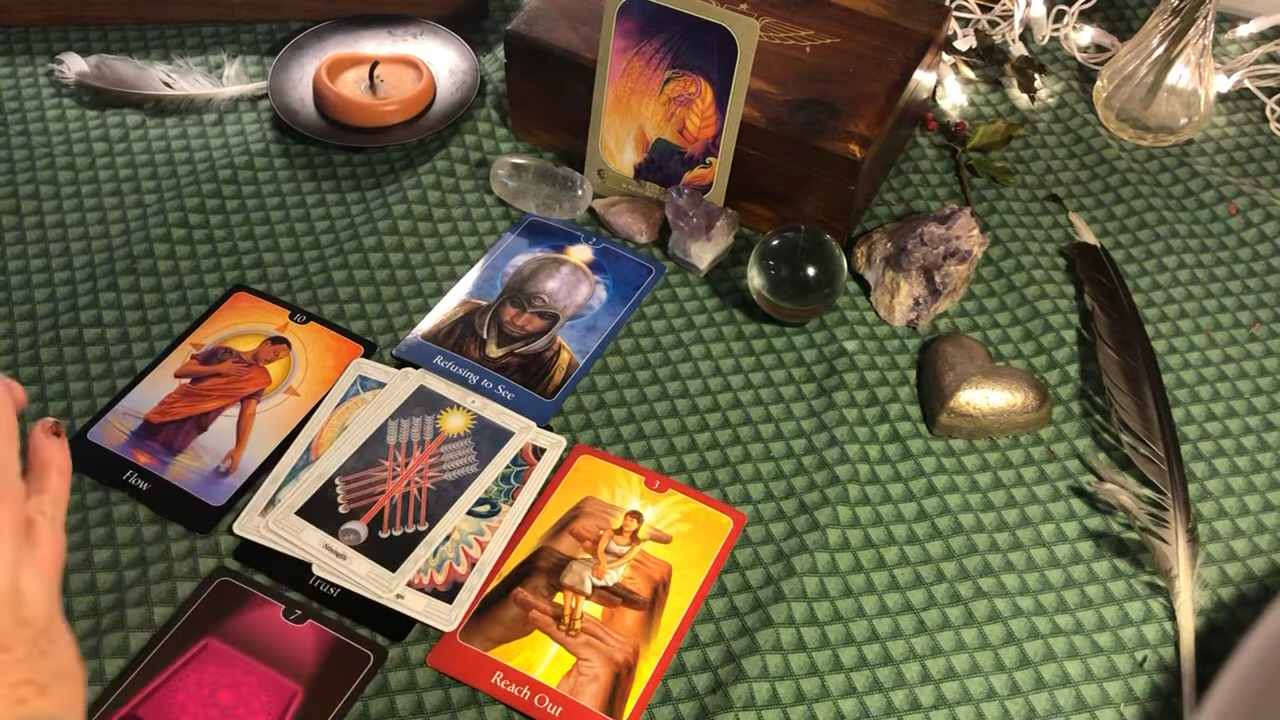 2
Refusing to See
10
Flow
Strength
Trust
3
Reach Out
7